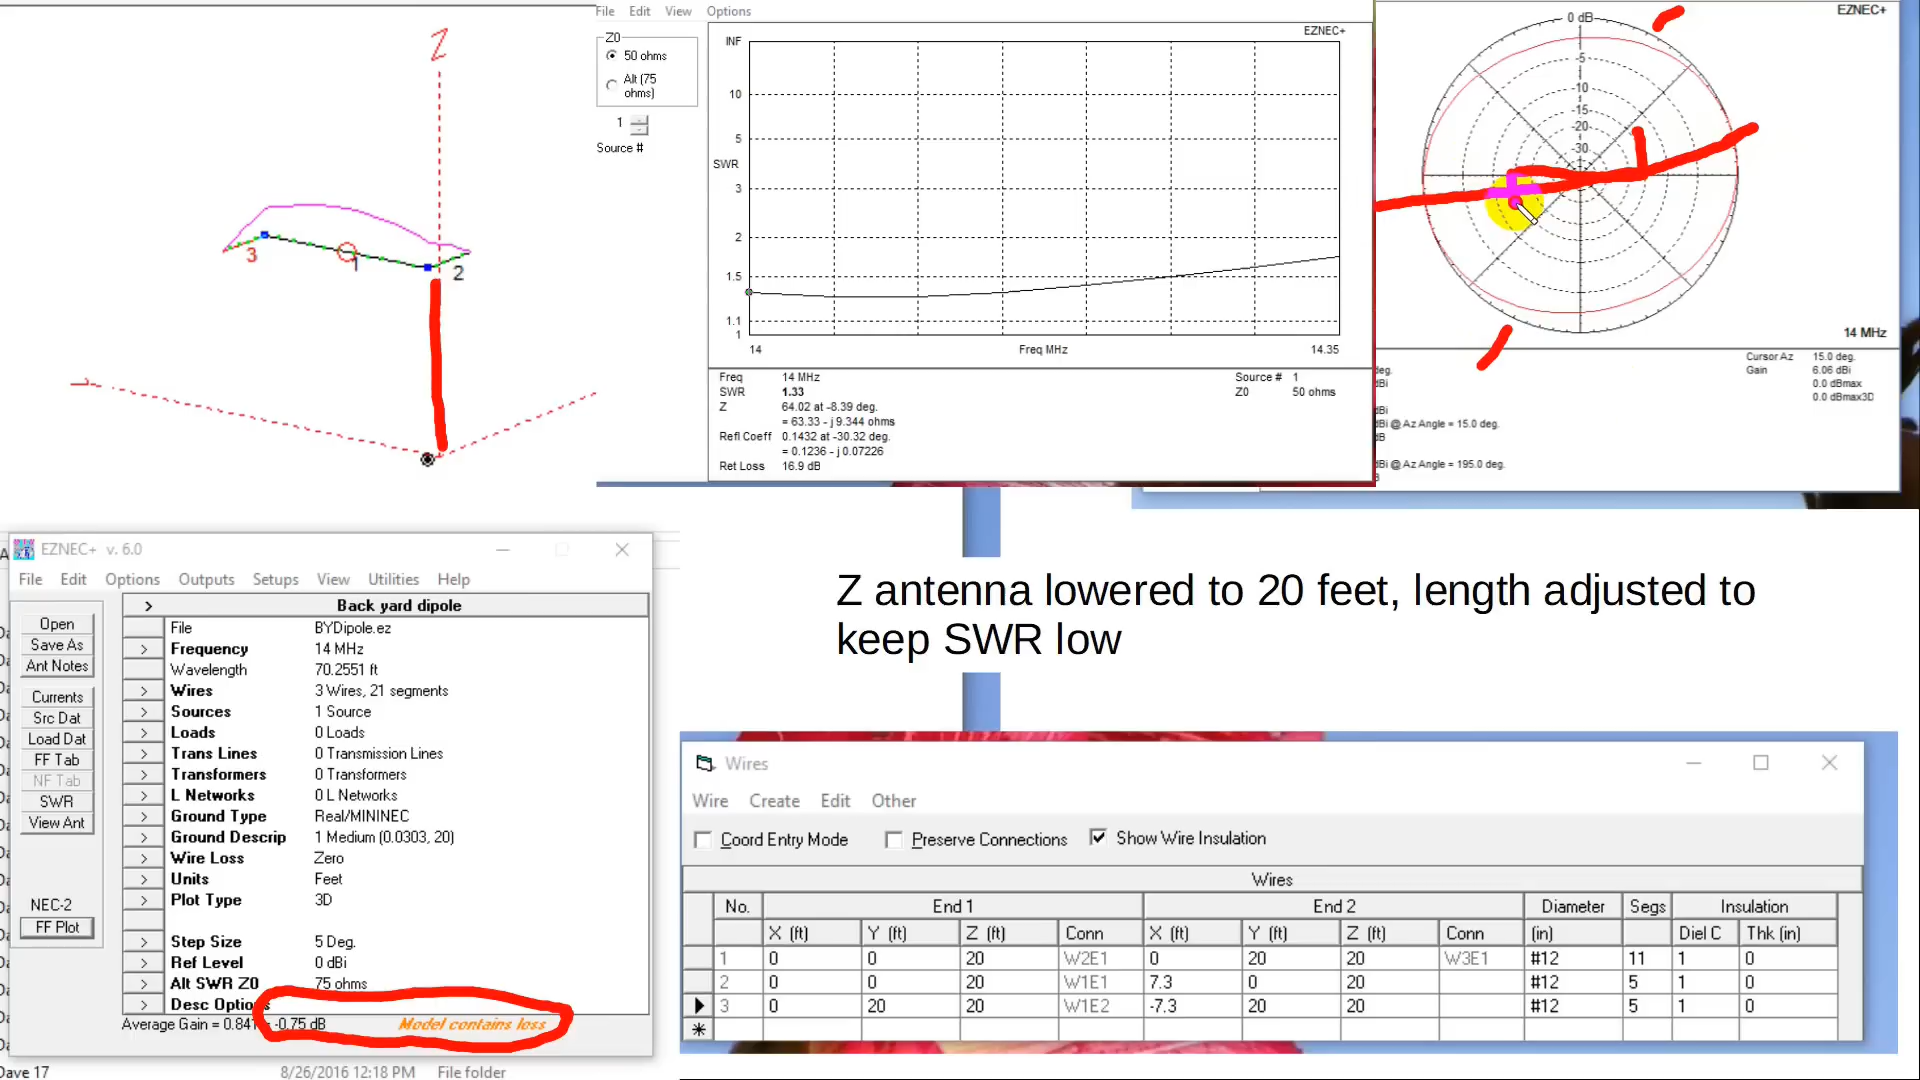 Z
3
1
2
File Edit View Options
Z0
50 ohms
Alt (75
ohms)
1
Source #
EZNEC+
INF
10
5
SWR
3
2
1.5
1.1
1
14 Freq MHz 14.35
Freq 14 MHz Source # 1
SWR 1.33 Z0 50 ohms
Z 64.02 at -8.39 deg.
= 63.33 - j 9.344 ohms
Refl Coeff 0.1432 at -30.32 deg.
= 0.1236 - j 0.07226
Ret Loss 16.9 dB
EZNEC+
0 dB
-5
-10
-15
-20
-30
14 MHz
Cursor Az 15.0 deg.
Gain 6.06 dBi
0.0 dBmax
0.0 dBmax3D
deg.
dBi
dBi
dBi @ Az Angle = 15.0 deg.
dB
dBi @ Az Angle = 195.0 deg.
Z antenna lowered to 20 feet, length adjusted to
keep SWR low
EZNEC+ v. 6.0
File Edit Options Outputs Setups View Utilities Help
Open
Save As
Ant Notes
Currents
Src Dat
Load Dat
FF Tab
NF Tab
SWR
View Ant
NEC-2
FF Plot
> Back yard dipole
File BYDipole.ez
> Frequency 14 MHz
Wavelength 70.2551 ft
> Wires 3 Wires, 21 segments
> Sources 1 Source
> Loads 0 Loads
> Trans Lines 0 Transmission Lines
> Transformers 0 Transformers
> L Networks 0 L Networks
> Ground Type Real/MININEC
> Ground Descrip 1 Medium (0.0303, 20)
> Wire Loss Zero
> Units Feet
> Plot Type 3D
> Step Size 5 Deg.
> Ref Level 0 dBi
> Alt SWR Z0 75 ohms
> Desc Options
Average Gain = 0.841 -0.75 dB Model contains loss
Dave 17 8/26/2016 12:18 PM File folder
Wires
Wire Create Edit Other
Coord Entry Mode Preserve Connections Show Wire Insulation
Wires
No. End 1 End 2 Diameter Segs Insulation
X (ft) Y (ft) Z (ft) Conn X (ft) Y (ft) Z (ft) Conn (in) Diel C Thk (in)
1 0 0 20 W2E1 0 20 20 W3E1 #12 11 1 0
2 0 0 20 W1E1 7.3 0 20 #12 5 1 0
3 0 20 20 W1E2 -7.3 20 20 #12 5 1 0